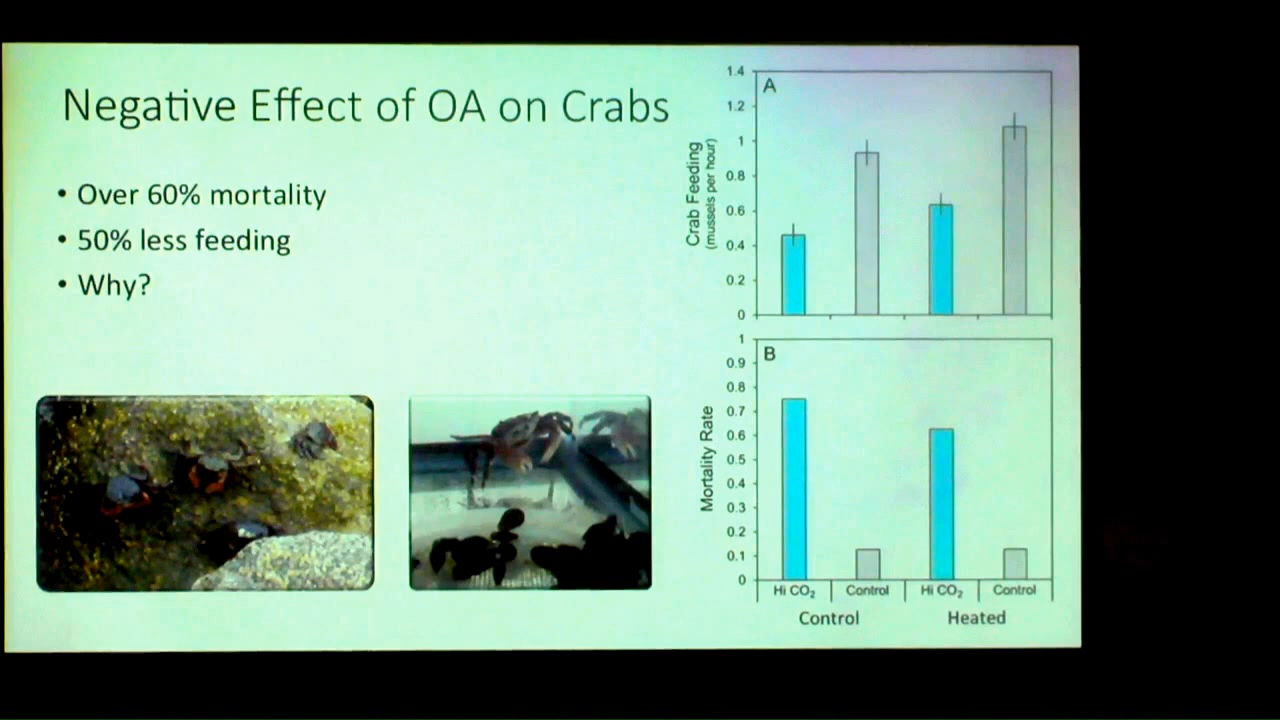 Negative Effect of OA on Crabs
• Over 60% mortality
• 50% less feeding
• Why?
A
Crab Feeding
(mussels per hour)
1.4
1.2
1
0.8
0.6
0.4
0.2
0
B
Mortality Rate
1
0.9
0.8
0.7
0.6
0.5
0.4
0.3
0.2
0.1
0
Hi CO₂ Control Hi CO₂ Control
Control Heated